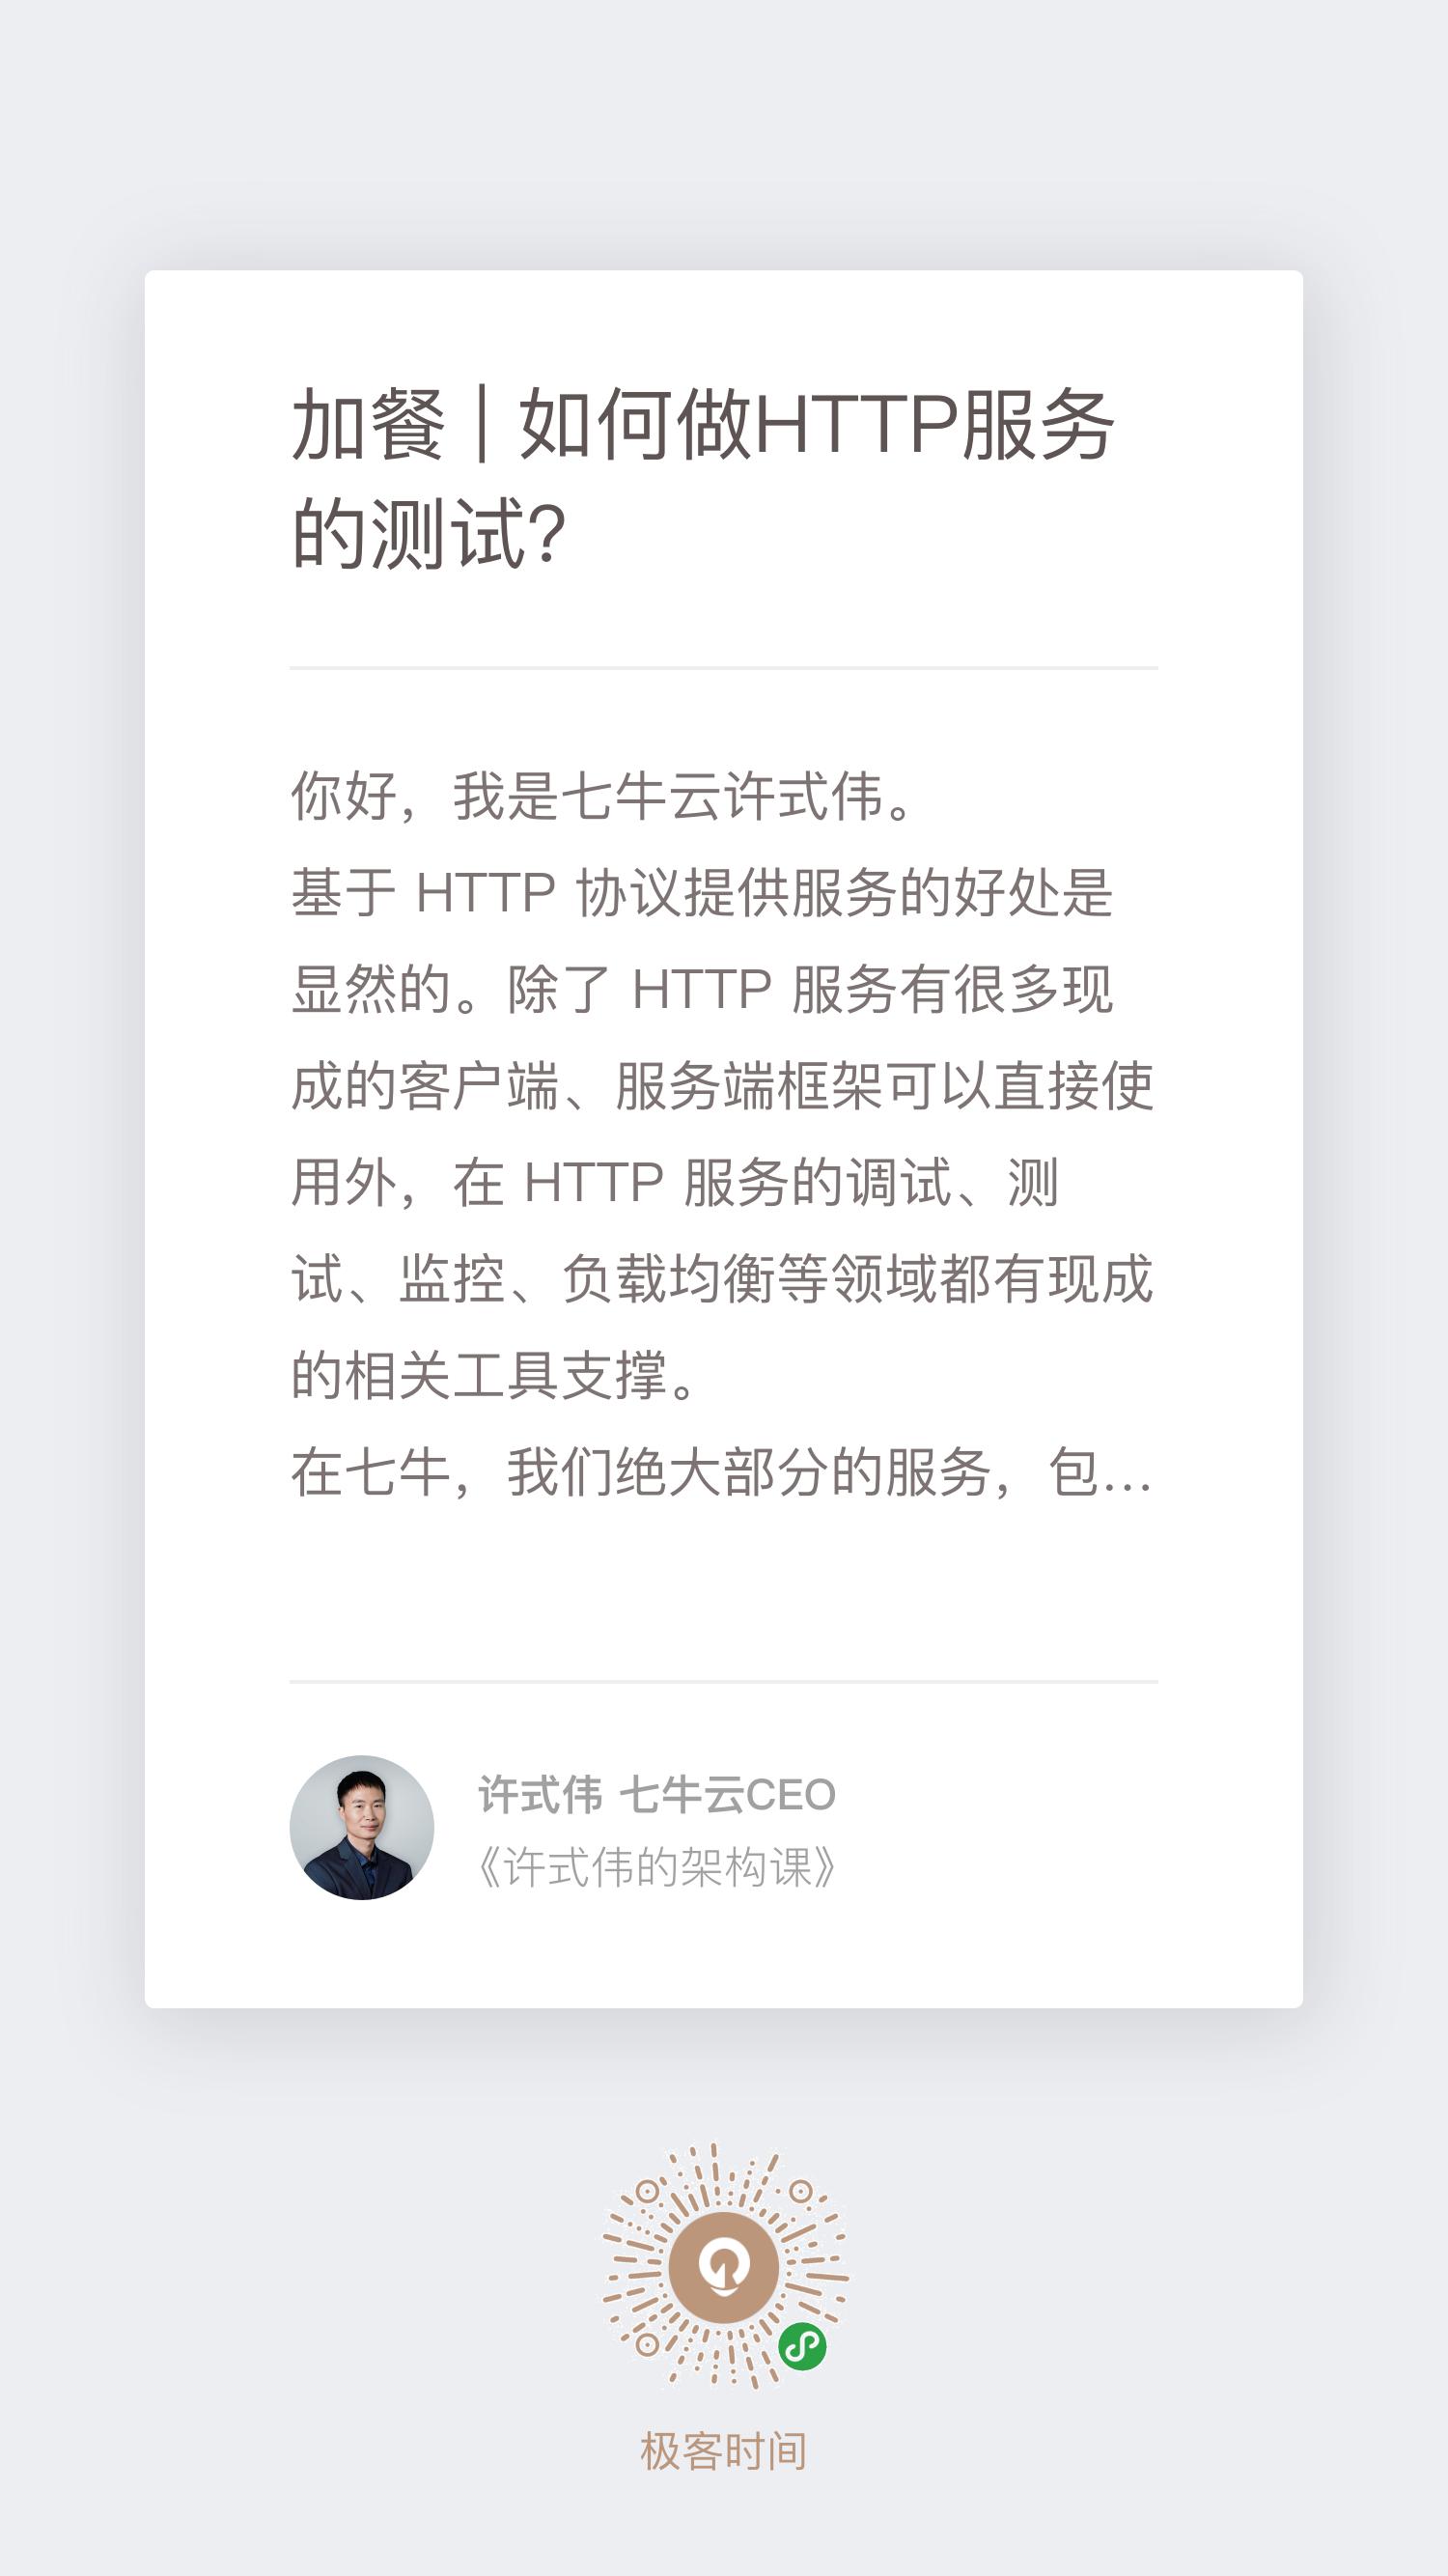 加餐 | 如何做HTTP服务
的测试？
你好，我是七牛云许式伟。
基于 HTTP 协议提供服务的好处是
显然的。除了 HTTP 服务有很多现
成的客户端、服务端框架可以直接使
用外，在 HTTP 服务的调试、测
试、监控、负载均衡等领域都有现成
的相关工具支撑。
在七牛，我们绝大部分的服务，包…
许式伟 七牛云CEO
《许式伟的架构课》
极客时间